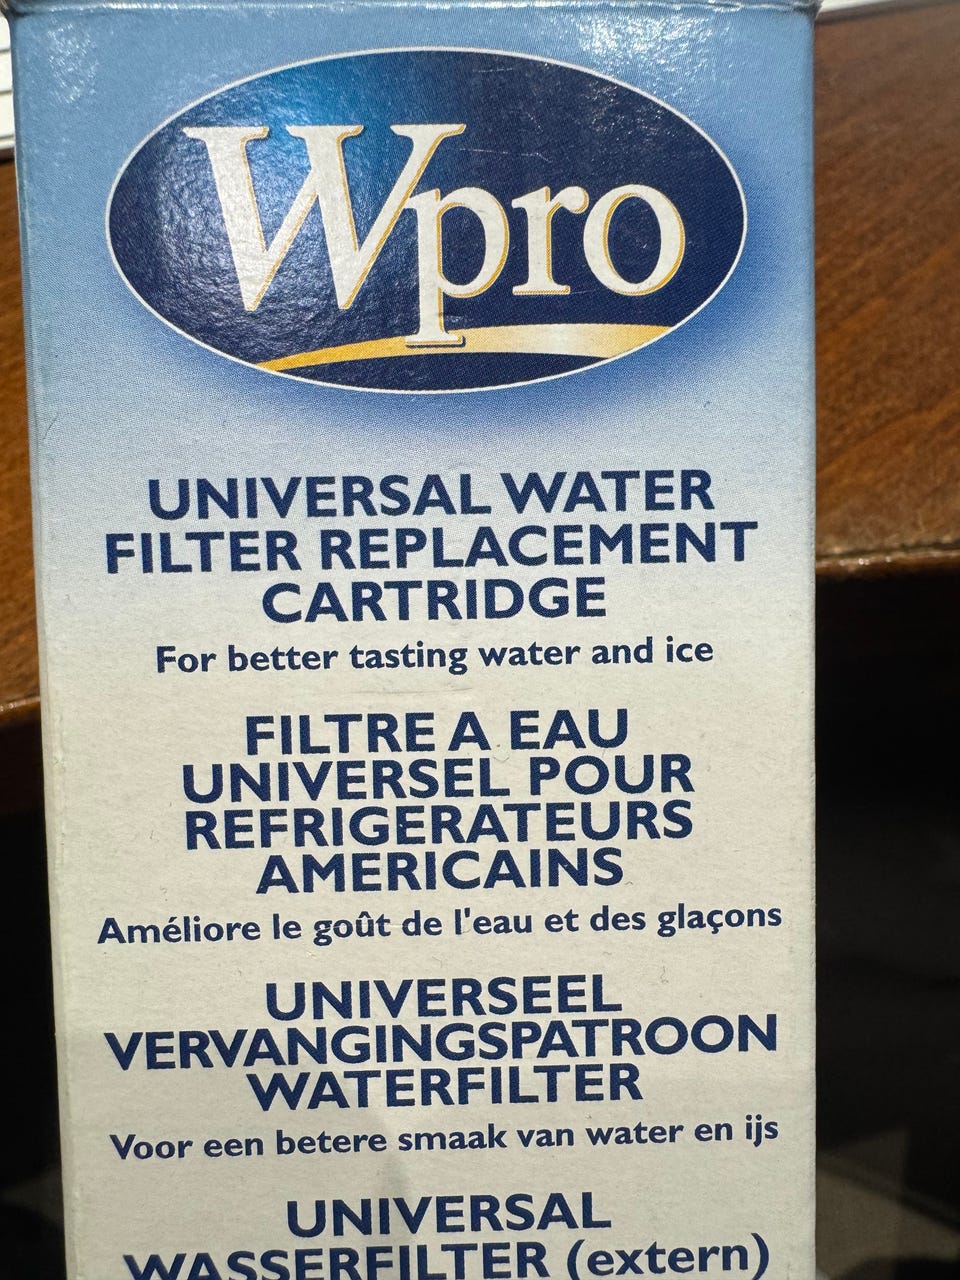 Wpro
UNIVERSAL WATER
FILTER REPLACEMENT
CARTRIDGE
For better tasting water and ice
FILTRE A EAU
UNIVERSEL POUR
REFRIGERATEURS
AMERICAINS
Améliore le goût de l'eau et des glaçons
UNIVERSEEL
VERVANGINGSPATROON
WATERFILTER
Voor een betere smaak van water en ijs
UNIVERSAL
WASSERFILTER (extern)